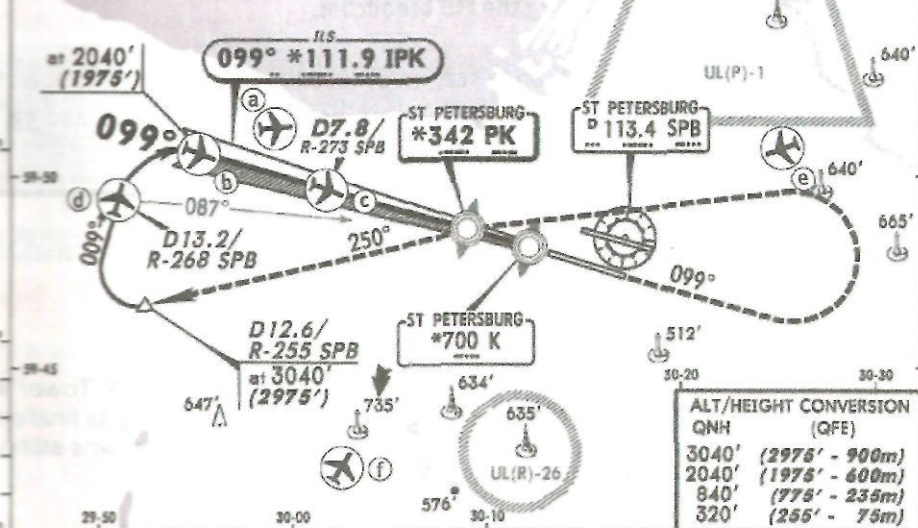 ILS
at 2040'
(1975')
099° *111.9 IPK
640'
UL(P)-1
a
099°
D7.8/
R-273 SPB
ST PETERSBURG
*342 PK
ST PETERSBURG
D 113.4 SPB
59-50
b
c
d
e
640'
087°
D13.2/
R-268 SPB
009°
250°
665'
099°
D12.6/
R-255 SPB
at 3040'
(2975')
ST PETERSBURG
*700 K
512'
59-45
30-20
30-30
647'
735'
634'
635'
UL(R)-26
f
576'
ALT/HEIGHT CONVERSION
QNH (QFE)
3040' (2975' - 900m)
2040' (1975' - 600m)
840' (775' - 235m)
320' (255' - 75m)
29-50
30-00
30-10